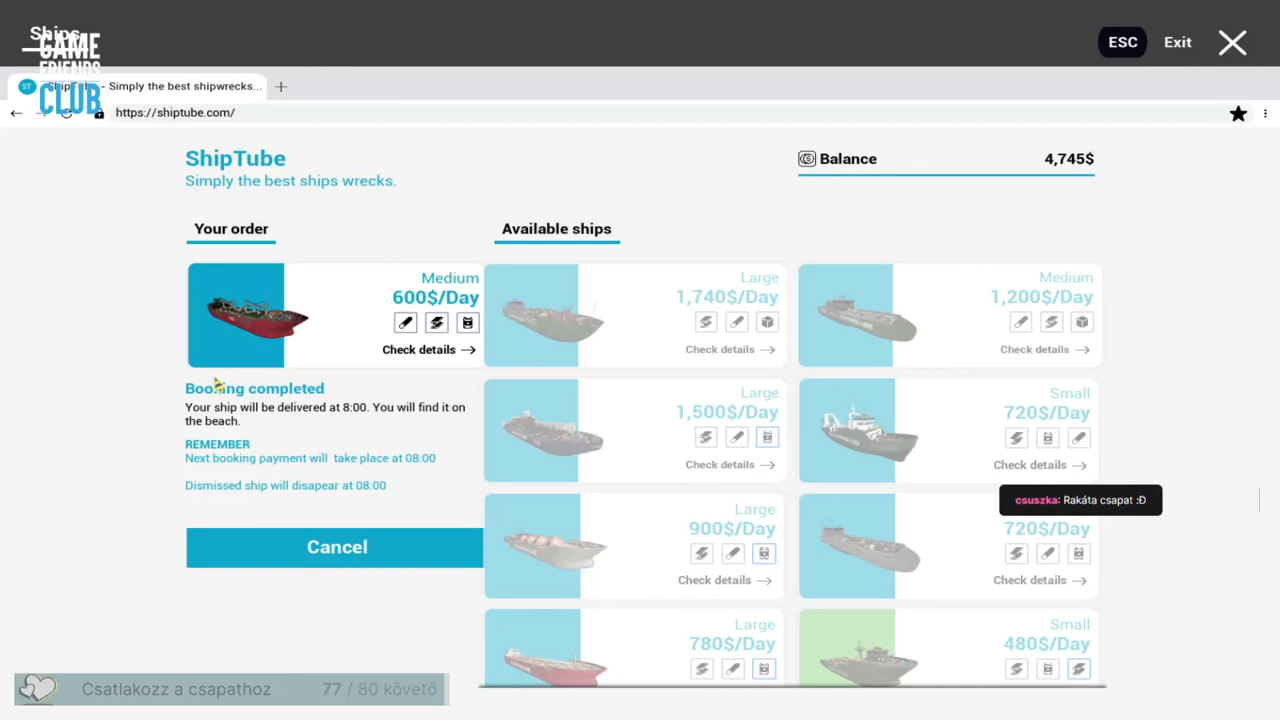 Ships
GAME
FRIENDS
CLUB
ESC
Exit
- Simply the best shipwrecks...
https://shiptube.com/
ShipTube
Simply the best ships wrecks.
Balance
4,745$
Your order
Available ships
Medium
600$/Day
Check details
Booking completed
Your ship will be delivered at 8:00. You will find it on
the beach.
REMEMBER
Next booking payment will take place at 08:00
Dismissed ship will disapear at 08:00
Cancel
Large
1,740$/Day
Check details
Medium
1,200$/Day
Check details
Large
1,500$/Day
Check details
Small
720$/Day
Check details
csuszka: Rakáta csapat :D
Large
900$/Day
Check details
720$/Day
Check details
Large
780$/Day
Small
480$/Day
Csatlakozz a csapathoz
77 / 80 követő